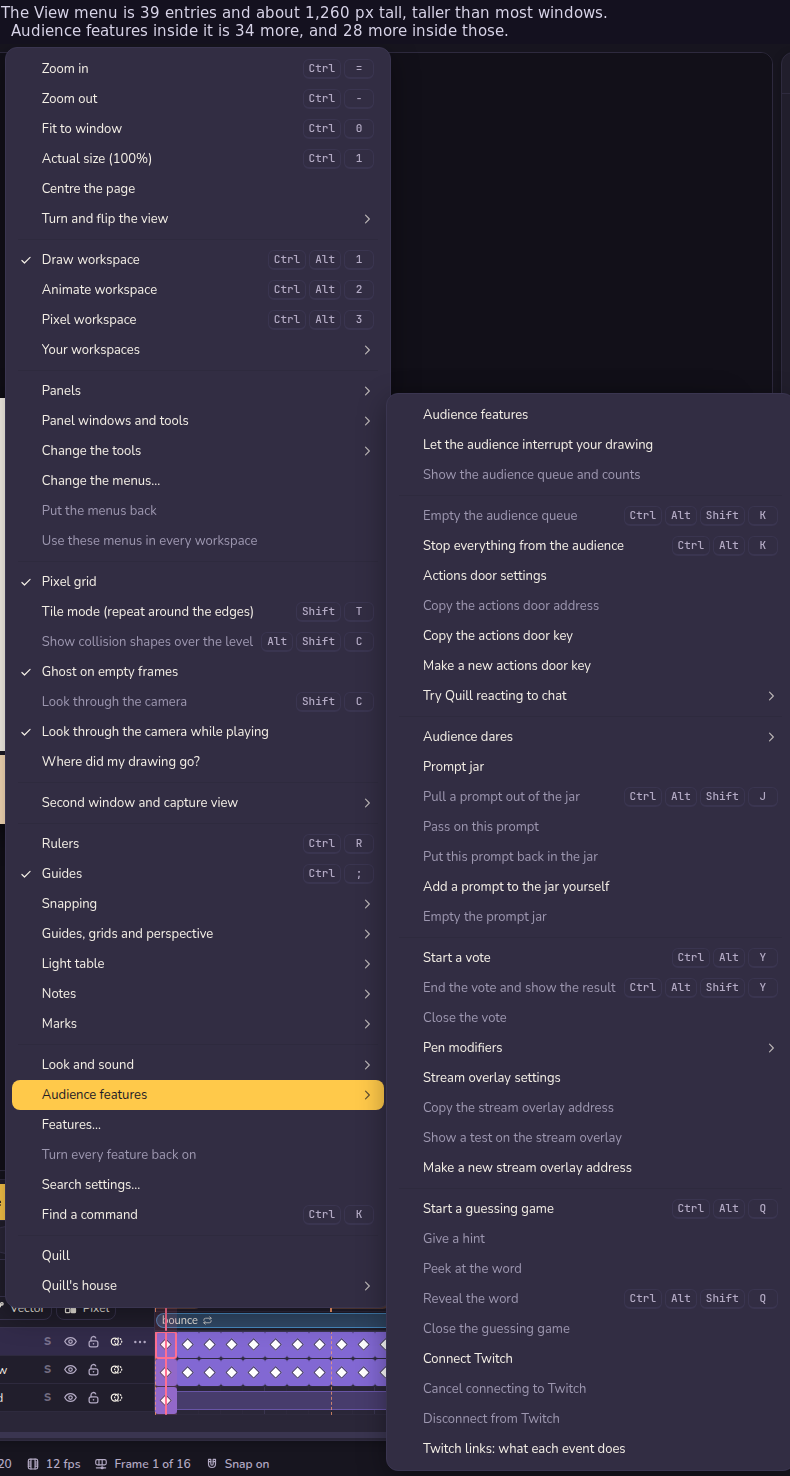 The View menu is 39 entries and about 1,260 px tall, taller than most windows.
Audience features inside it is 34 more, and 28 more inside those.
Zoom in Ctrl =
Zoom out Ctrl -
Fit to window Ctrl 0
Actual size (100%) Ctrl 1
Centre the page
Turn and flip the view
Draw workspace Ctrl Alt 1
Animate workspace Ctrl Alt 2
Pixel workspace Ctrl Alt 3
Your workspaces
Panels
Panel windows and tools
Change the tools
Change the menus...
Put the menus back
Use these menus in every workspace
Pixel grid
Tile mode (repeat around the edges) Shift T
Show collision shapes over the level Alt Shift C
Ghost on empty frames
Look through the camera Shift C
Look through the camera while playing
Where did my drawing go?
Second window and capture view
Rulers Ctrl R
Guides Ctrl ;
Snapping
Guides, grids and perspective
Light table
Notes
Marks
Look and sound
Audience features
Features...
Turn every feature back on
Search settings...
Find a command Ctrl K
Quill
Quill's house
Audience features
Let the audience interrupt your drawing
Show the audience queue and counts
Empty the audience queue Ctrl Alt Shift K
Stop everything from the audience Ctrl Alt K
Actions door settings
Copy the actions door address
Copy the actions door key
Make a new actions door key
Try Quill reacting to chat
Audience dares
Prompt jar
Pull a prompt out of the jar Ctrl Alt Shift J
Pass on this prompt
Put this prompt back in the jar
Add a prompt to the jar yourself
Empty the prompt jar
Start a vote Ctrl Alt Y
End the vote and show the result Ctrl Alt Shift Y
Close the vote
Pen modifiers
Stream overlay settings
Copy the stream overlay address
Show a test on the stream overlay
Make a new stream overlay address
Start a guessing game Ctrl Alt Q
Give a hint
Peek at the word
Reveal the word Ctrl Alt Shift Q
Close the guessing game
Connect Twitch
Cancel connecting to Twitch
Disconnect from Twitch
Twitch links: what each event does
Vector Pixel
bounce
S
w S
d S
20 12 fps Frame 1 of 16 Snap on